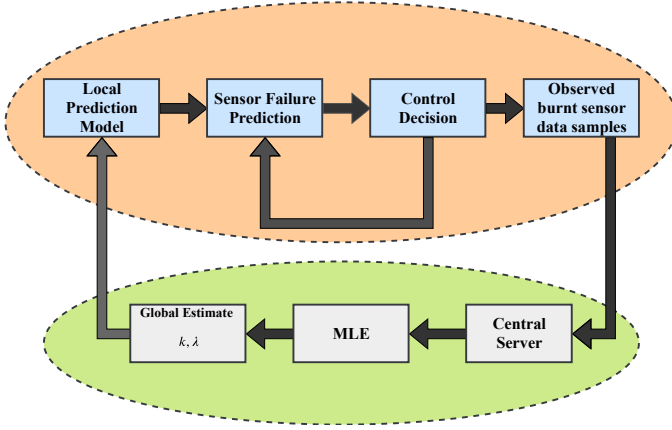 Local
Prediction
Model
Sensor Failure
Prediction
Control
Decision
Observed
burnt sensor
data samples
Global Estimate
k, λ
MLE
Central
Server